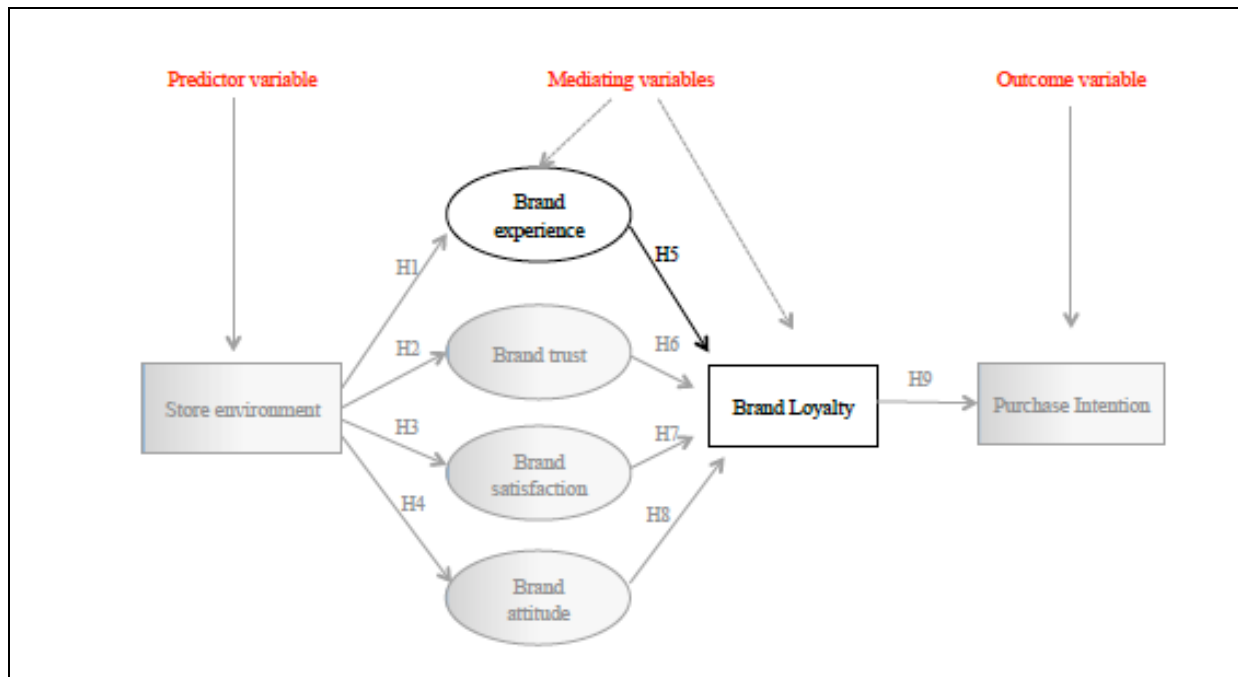 Predictor variable
Mediating variables
Outcome variable
Brand
experience
H1
H5
H2
Brand trust
H6
Store environment
Brand Loyalty
H9
Purchase Intention
H3
H7
Brand
satisfaction
H4
H8
Brand
attitude